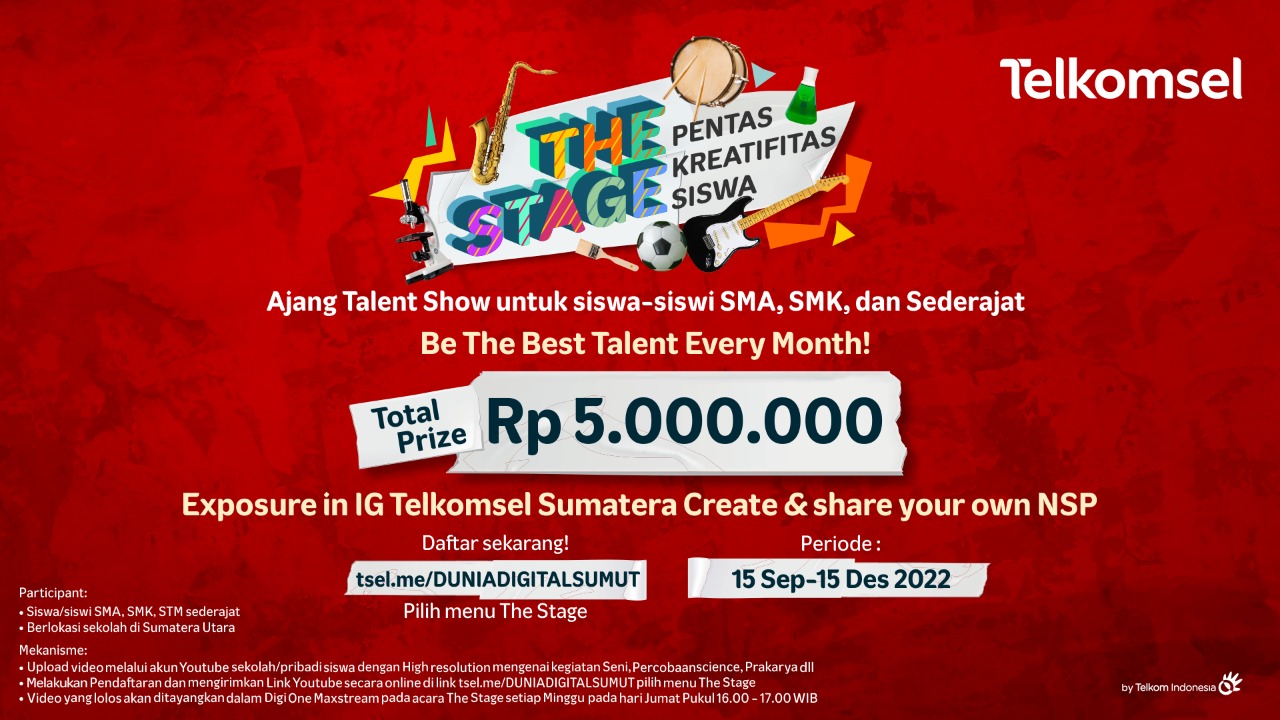 Telkomsel
THE
STAGE
PENTAS
KREATIFITAS
SISWA
Ajang Talent Show untuk siswa-siswi SMA, SMK, dan Sederajat
Be The Best Talent Every Month!
Total
Prize
Rp 5.000.000
Exposure in IG Telkomsel Sumatera Create & share your own NSP
Daftar sekarang!
tsel.me/DUNIADIGITALSUMUT
Pilih menu The Stage
Periode :
15 Sep-15 Des 2022
Participant:
• Siswa/siswi SMA, SMK, STM sederajat
• Berlokasi sekolah di Sumatera Utara
Mekanisme:
• Upload video melalui akun Youtube sekolah/pribadi siswa dengan High resolution mengenai kegiatan Seni, Percobaanscience, Prakarya dll
• Melakukan Pendaftaran dan mengirimkan Link Youtube secara online di link tsel.me/DUNIADIGITALSUMUT pilih menu The Stage
• Video yang lolos akan ditayangkan dalam Digi One Maxstream pada acara The Stage setiap Minggu pada hari Jumat Pukul 16.00 - 17.00 WIB
by Telkom Indonesia